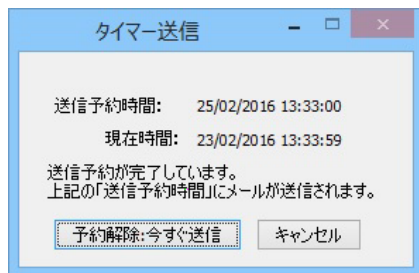 タイマー送信
送信予約時間: 25/02/2016 13:33:00
現在時間: 23/02/2016 13:33:59
送信予約が完了しています。
上記の「送信予約時間」にメールが送信されます。
予約解除:今すぐ送信 キャンセル